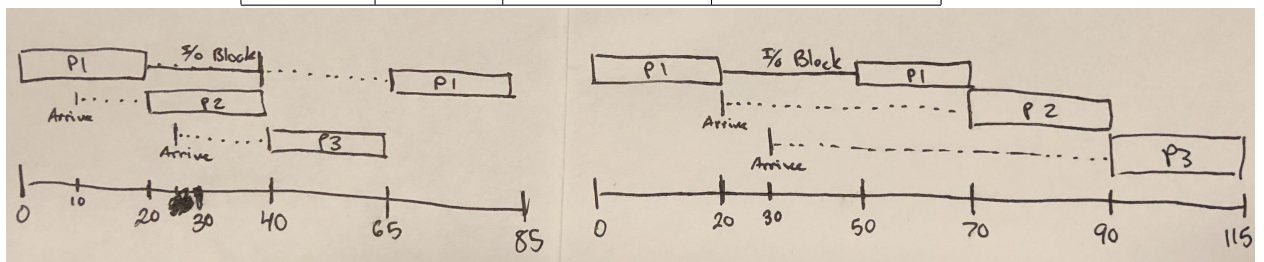 P1 I/o Block P1
Arrive P2
Arrive P3
0 10 20 30 40 65 85
P1 I/o Block P1
Arrive P2
Arrive P3
0 20 30 50 70 90 115